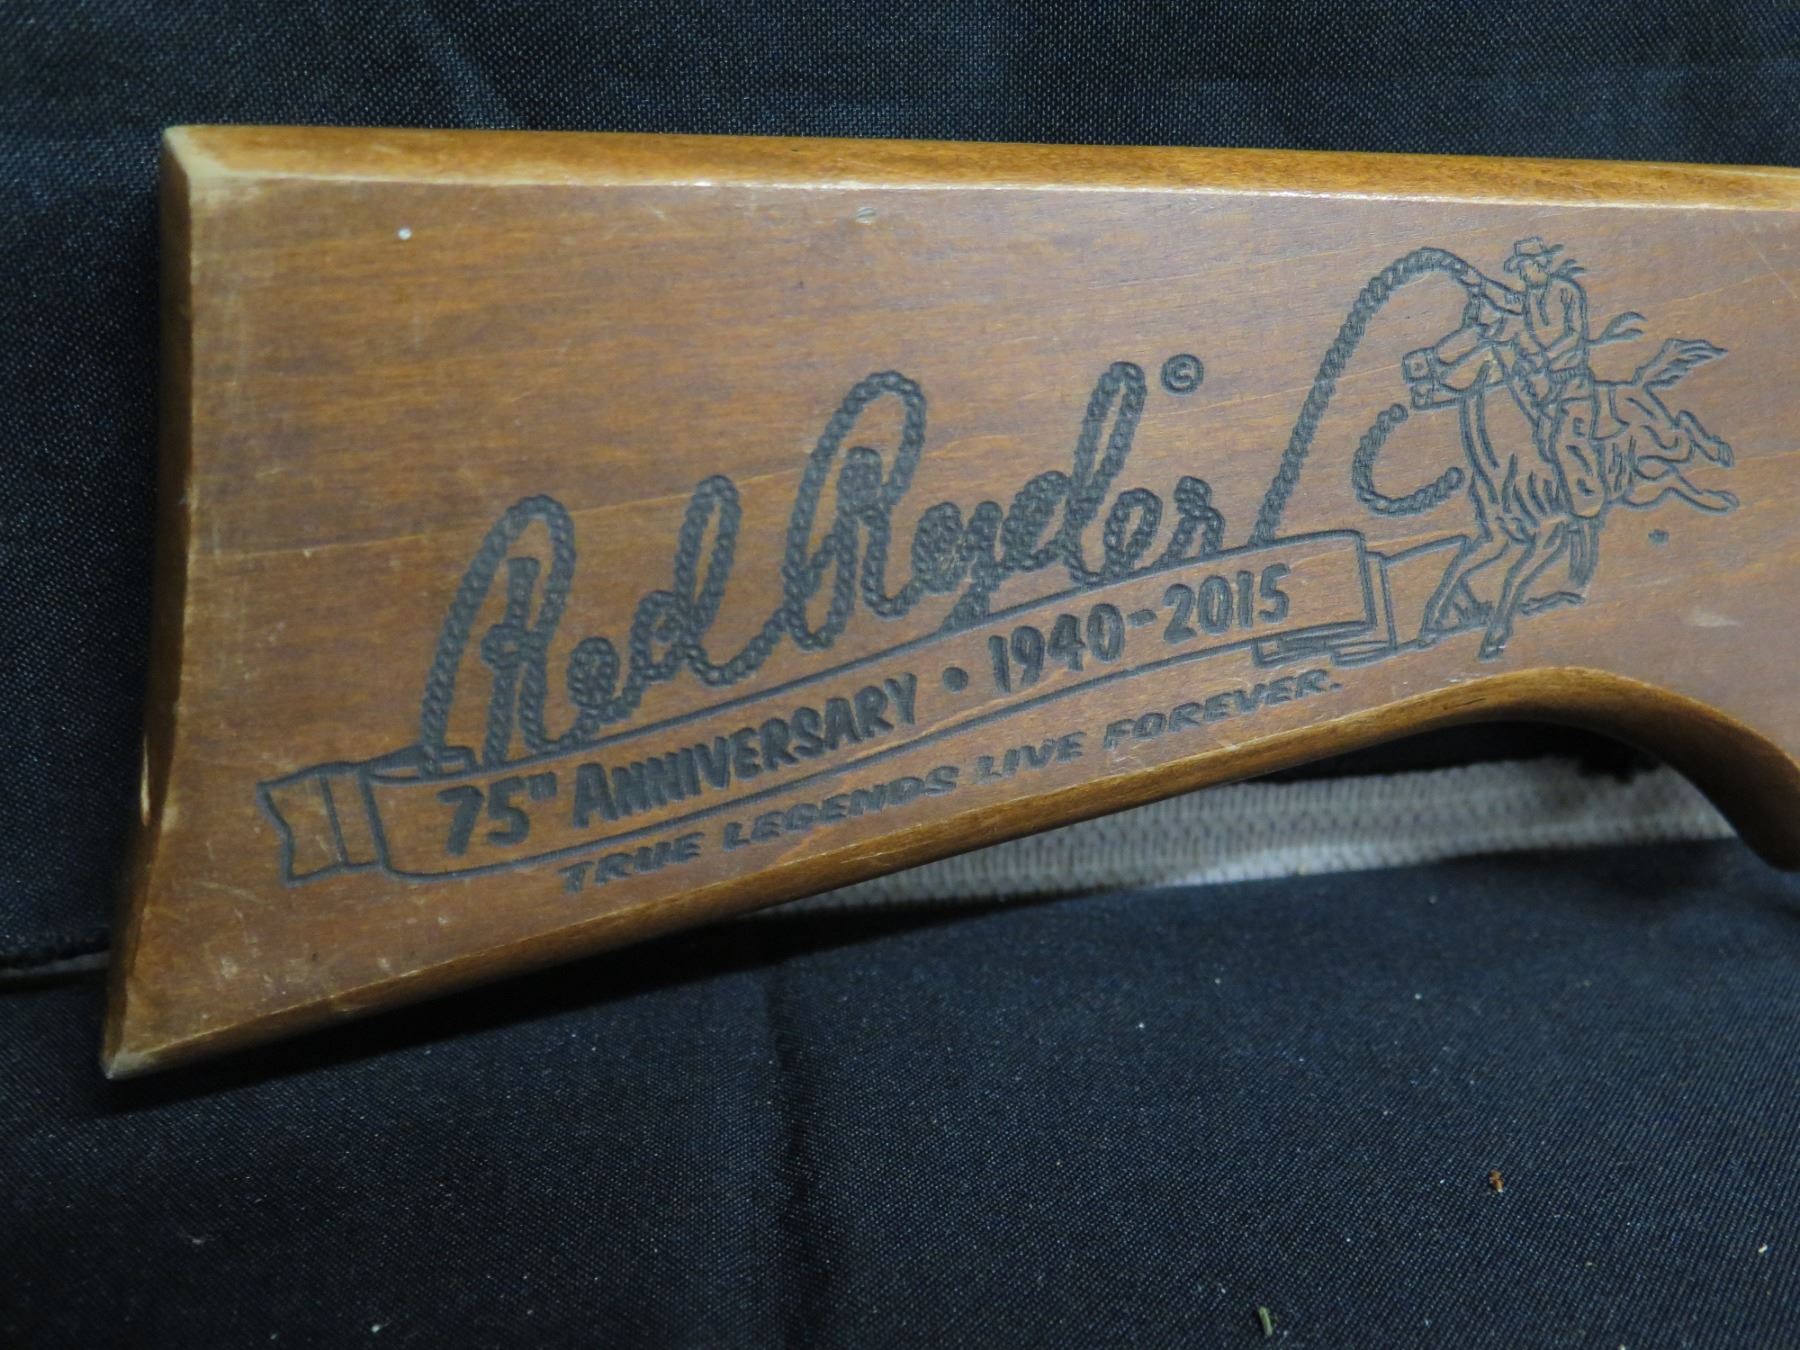 Red Ryder ©
75TH ANNIVERSARY • 1940-2015
TRUE LEGENDS LIVE FOREVER.